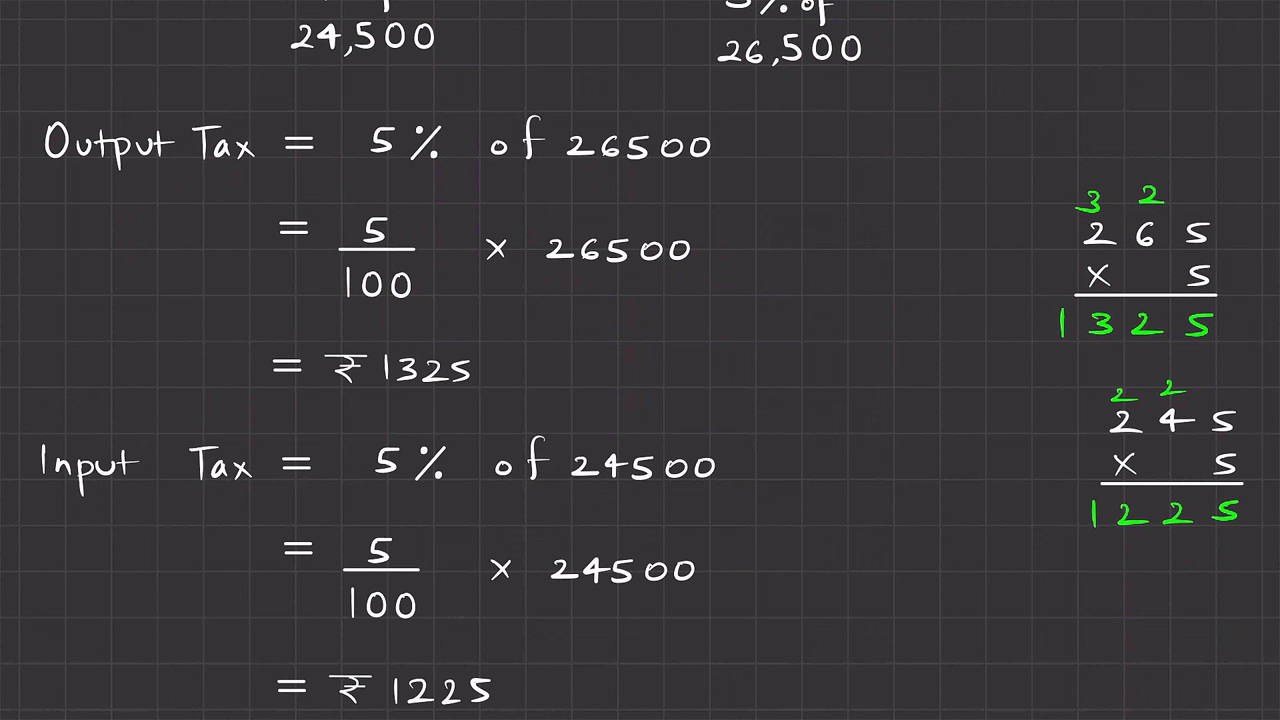 5% of
24,500
26,500
Output Tax = 5% of 26500
= 5/100 × 26500
= ₹ 1325
Input Tax = 5% of 24500
= 5/100 × 24500
= ₹ 1225
3 2
2 6 5
× 5
1 3 2 5
2 2
2 4 5
× 5
1 2 2 5